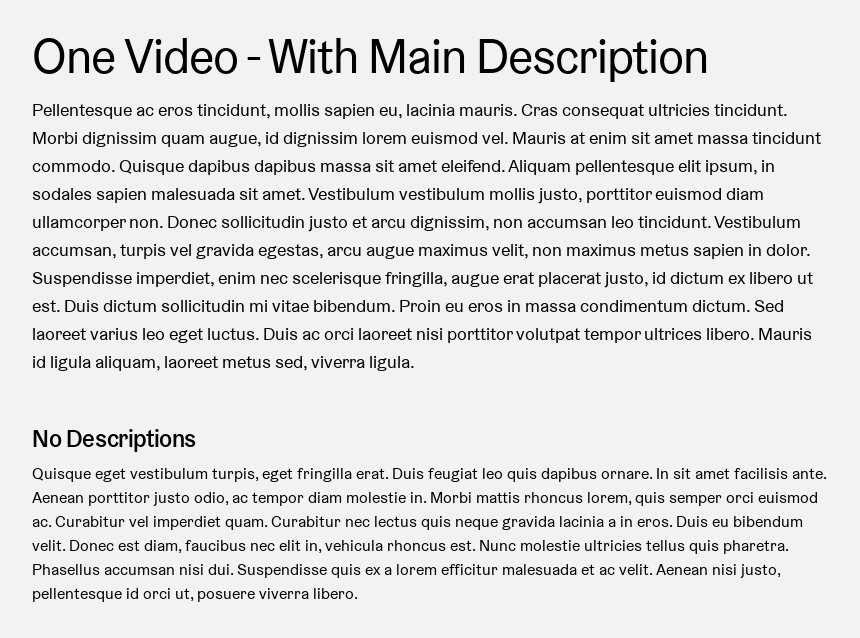 One Video - With Main Description
Pellentesque ac eros tincidunt, mollis sapien eu, lacinia mauris. Cras consequat ultricies tincidunt.
Morbi dignissim quam augue, id dignissim lorem euismod vel. Mauris at enim sit amet massa tincidunt
commodo. Quisque dapibus dapibus massa sit amet eleifend. Aliquam pellentesque elit ipsum, in
sodales sapien malesuada sit amet. Vestibulum vestibulum mollis justo, porttitor euismod diam
ullamcorper non. Donec sollicitudin justo et arcu dignissim, non accumsan leo tincidunt. Vestibulum
accumsan, turpis vel gravida egestas, arcu augue maximus velit, non maximus metus sapien in dolor.
Suspendisse imperdiet, enim nec scelerisque fringilla, augue erat placerat justo, id dictum ex libero ut
est. Duis dictum sollicitudin mi vitae bibendum. Proin eu eros in massa condimentum dictum. Sed
laoreet varius leo eget luctus. Duis ac orci laoreet nisi porttitor volutpat tempor ultrices libero. Mauris
id ligula aliquam, laoreet metus sed, viverra ligula.
No Descriptions
Quisque eget vestibulum turpis, eget fringilla erat. Duis feugiat leo quis dapibus ornare. In sit amet facilisis ante.
Aenean porttitor justo odio, ac tempor diam molestie in. Morbi mattis rhoncus lorem, quis semper orci euismod
ac. Curabitur vel imperdiet quam. Curabitur nec lectus quis neque gravida lacinia a in eros. Duis eu bibendum
velit. Donec est diam, faucibus nec elit in, vehicula rhoncus est. Nunc molestie ultricies tellus quis pharetra.
Phasellus accumsan nisi dui. Suspendisse quis ex a lorem efficitur malesuada et ac velit. Aenean nisi justo,
pellentesque id orci ut, posuere viverra libero.